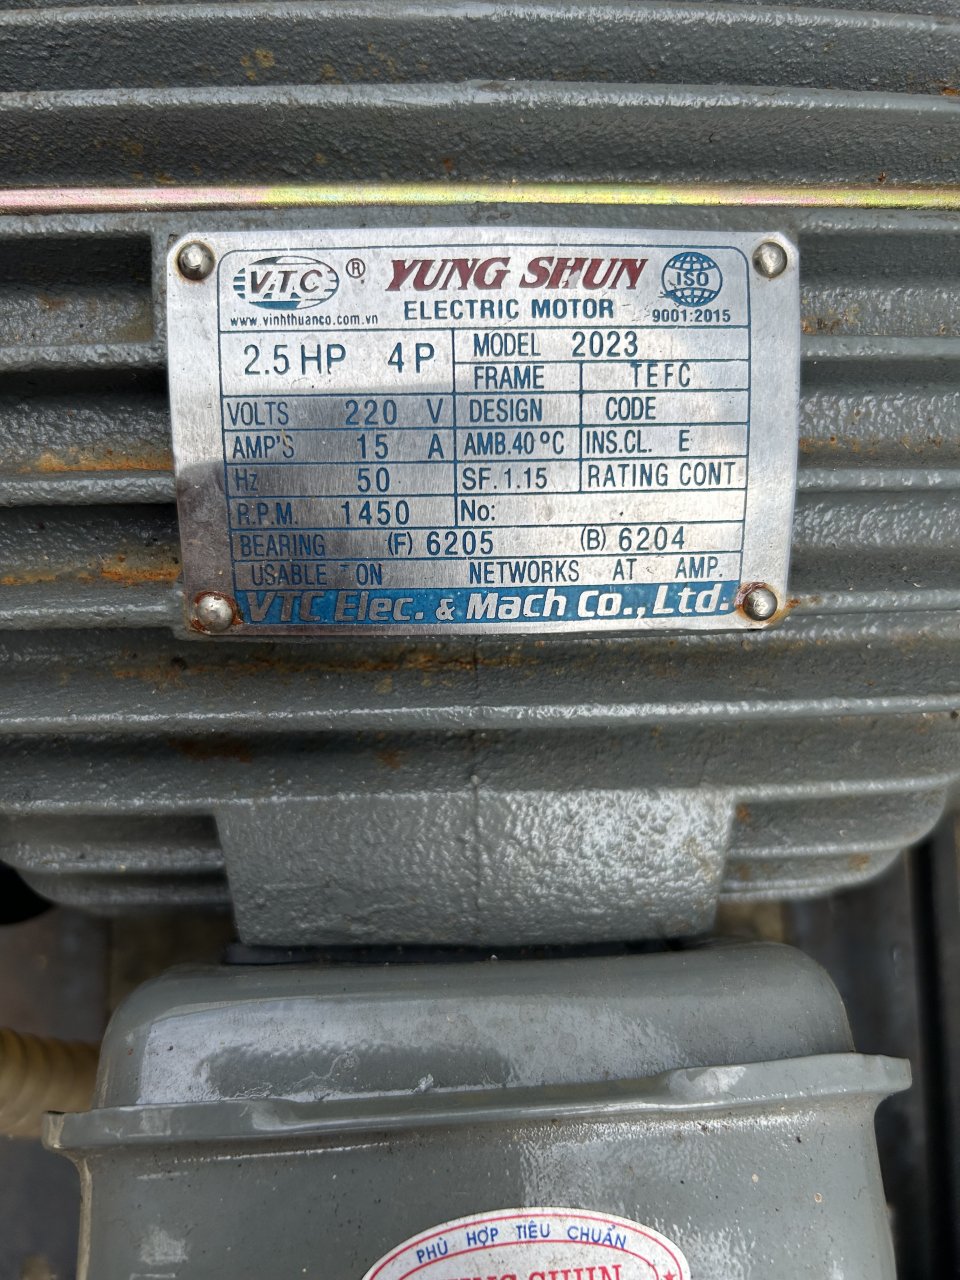 V.T.C ® YUNG SHUN ISO
www.vinhthuanco.com.vn ELECTRIC MOTOR 9001:2015
2.5 HP 4 P MODEL 2023
FRAME TEFC
VOLTS 220 V DESIGN CODE
AMP'S 15 A AMB.40 °C INS.CL. E
Hz 50 SF.1.15 RATING CONT
R.P.M. 1450 No:
BEARING (F) 6205 (B) 6204
USABLE - ON NETWORKS AT AMP.
VTC Elec. & Mach Co., Ltd.
PHÙ HỢP TIÊU CHUẨN
SHUN